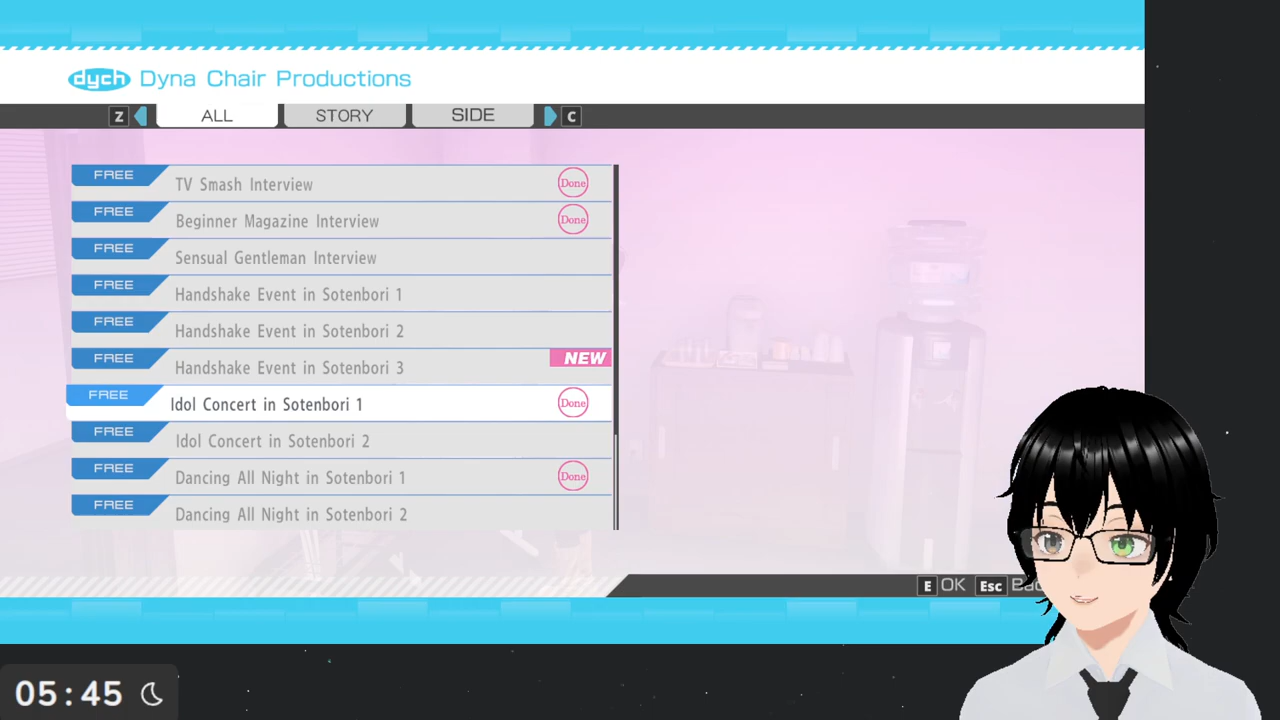 dych Dyna Chair Productions
Z ALL STORY SIDE C
FREE TV Smash Interview Done
FREE Beginner Magazine Interview Done
FREE Sensual Gentleman Interview
FREE Handshake Event in Sotenbori 1
FREE Handshake Event in Sotenbori 2
FREE Handshake Event in Sotenbori 3 NEW
FREE Idol Concert in Sotenbori 1 Done
FREE Idol Concert in Sotenbori 2
FREE Dancing All Night in Sotenbori 1 Done
FREE Dancing All Night in Sotenbori 2
E OK Esc Bac
05:45